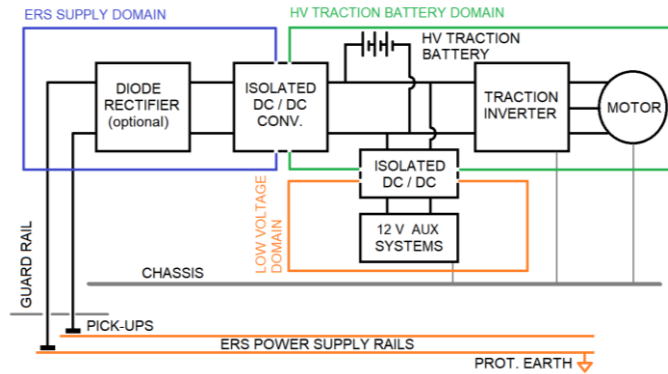 ERS SUPPLY DOMAIN
HV TRACTION BATTERY DOMAIN
HV TRACTION
BATTERY
DIODE
RECTIFIER
(optional)
ISOLATED
DC / DC
CONV.
TRACTION
INVERTER
MOTOR
ISOLATED
DC / DC
LOW VOLTAGE
DOMAIN
12 V AUX
SYSTEMS
GUARD RAIL
CHASSIS
PICK-UPS
ERS POWER SUPPLY RAILS
PROT. EARTH